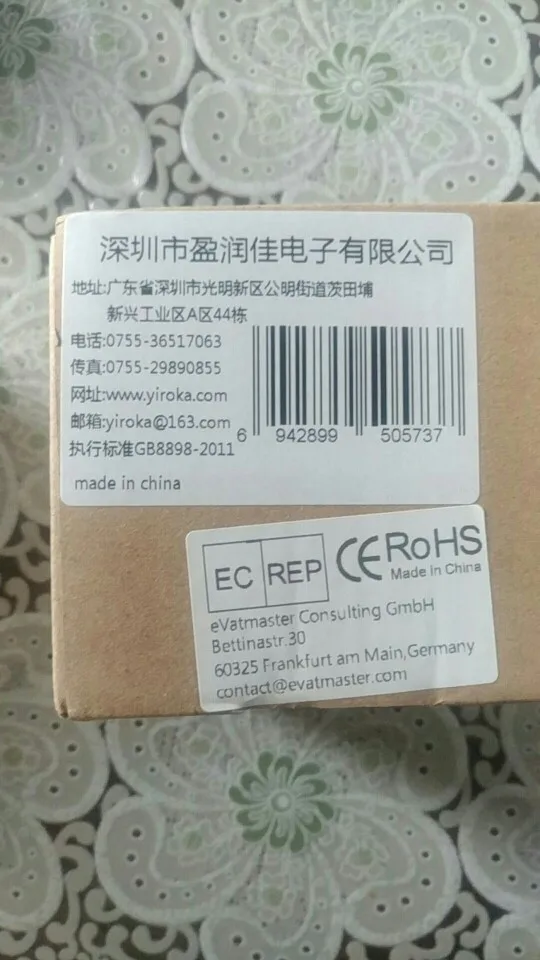 深圳市盈润佳电子有限公司
地址:广东省深圳市光明新区公明街道茨田埔
新兴工业区A区44栋
电话:0755-36517063
传真:0755-29890855
网址:www.yiroka.com
邮箱:yiroka@163.com
执行标准GB8898-2011
6 942899 505737
made in china
EC REP CE RoHS
Made In China
eVatmaster Consulting GmbH
Bettinastr.30
60325 Frankfurt am Main,Germany
contact@evatmaster.com